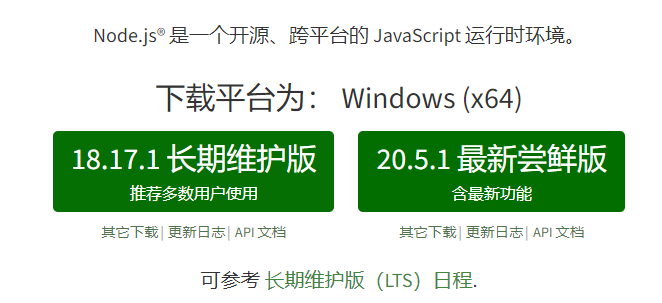 Node.js® 是一个开源、跨平台的 JavaScript 运行时环境。
下载平台为： Windows (x64)
18.17.1 长期维护版
推荐多数用户使用
20.5.1 最新尝鲜版
含最新功能
其它下载 | 更新日志 | API 文档
其它下载 | 更新日志 | API 文档
可参考 长期维护版（LTS）日程.